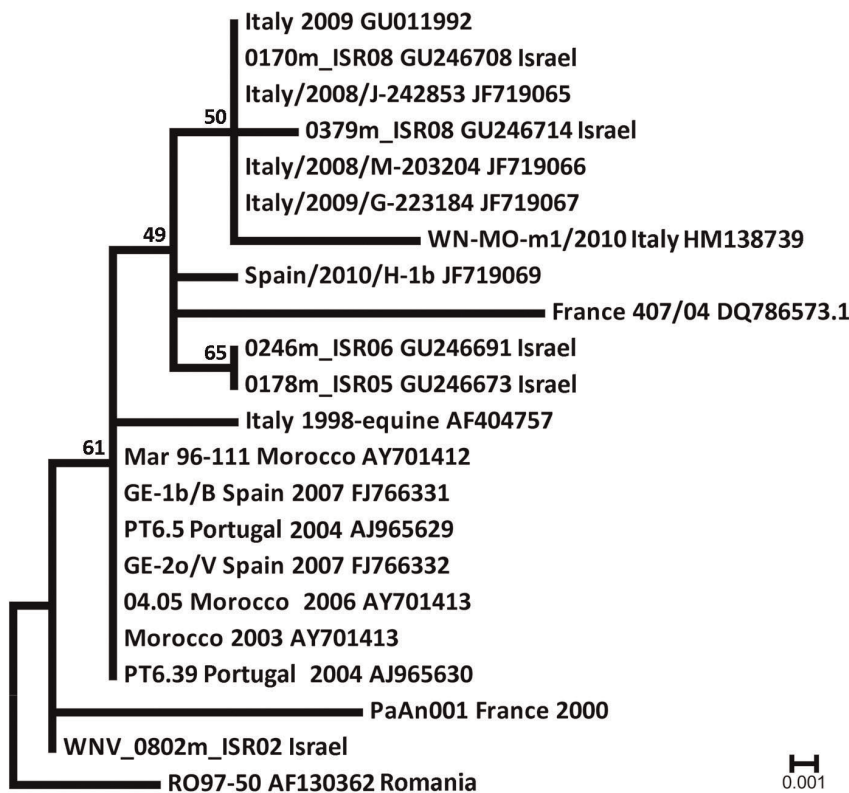 Italy 2009 GU011992
0170m_ISR08 GU246708 Israel
Italy/2008/J-242853 JF719065
50
0379m_ISR08 GU246714 Israel
Italy/2008/M-203204 JF719066
Italy/2009/G-223184 JF719067
49
WN-MO-m1/2010 Italy HM138739
Spain/2010/H-1b JF719069
France 407/04 DQ786573.1
0246m_ISR06 GU246691 Israel
65
0178m_ISR05 GU246673 Israel
Italy 1998-equine AF404757
61
Mar 96-111 Morocco AY701412
GE-1b/B Spain 2007 FJ766331
PT6.5 Portugal 2004 AJ965629
GE-2o/V Spain 2007 FJ766332
04.05 Morocco 2006 AY701413
Morocco 2003 AY701413
PT6.39 Portugal 2004 AJ965630
PaAn001 France 2000
WNV_0802m_ISR02 Israel
RO97-50 AF130362 Romania
0.001